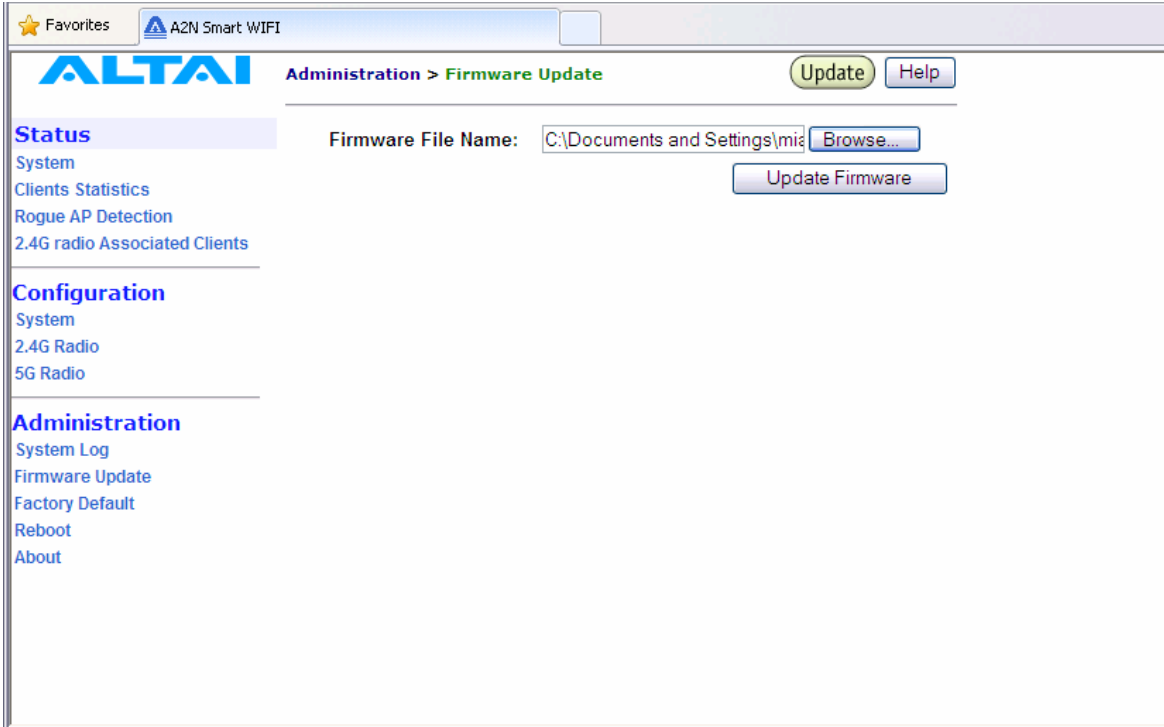 Favorites
A2N Smart WIFI
ALTAI
Administration > Firmware Update
Update
Help
Status
System
Clients Statistics
Rogue AP Detection
2.4G radio Associated Clients
Configuration
System
2.4G Radio
5G Radio
Administration
System Log
Firmware Update
Factory Default
Reboot
About
Firmware File Name:
C:\Documents and Settings\mia
Browse...
Update Firmware